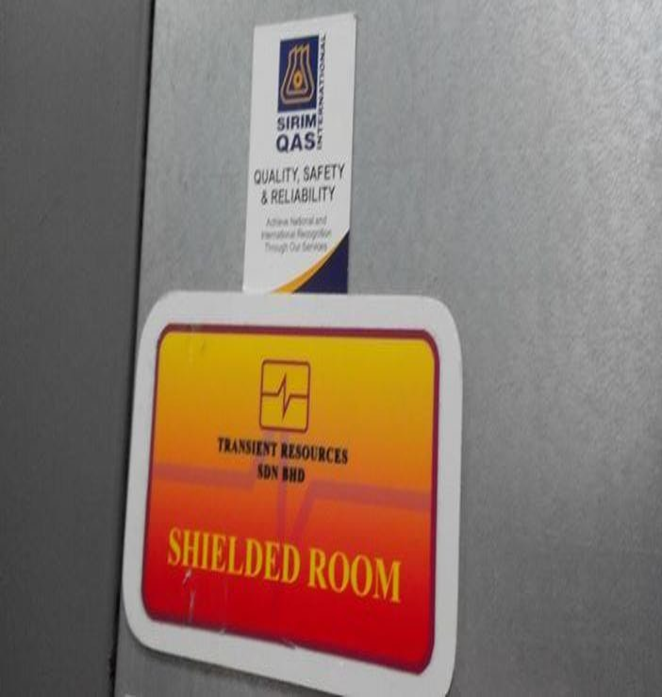 SIRIM
QAS
INTERNATIONAL
QUALITY, SAFETY
& RELIABILITY
Achieve National and
International Recognition
Through Our Services
TRANSIENT RESOURCES
SDN BHD
SHIELDED ROOM